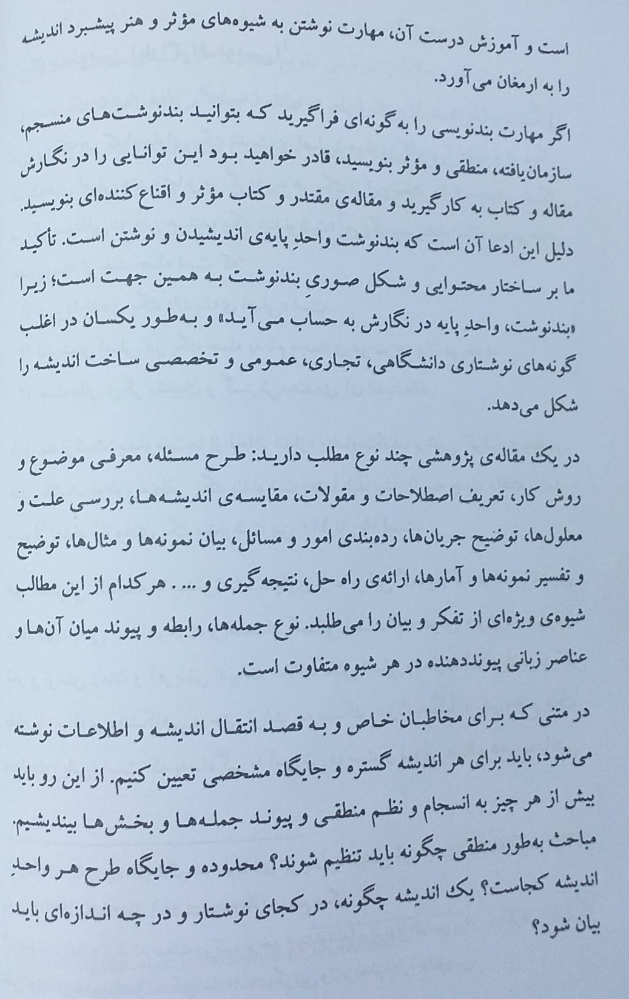 است و آموزش درست آن، مهارت نوشتن به شیوه‌های مؤثر و هنر پیشبرد اندیشه
را به ارمغان می‌آورد.
اگر مهارت بندنویسی را به‌گونه‌ای فراگیرید که بتوانید بندنوشت‌های منسجم،
سازمان‌یافته، منطقی و مؤثر بنویسید، قادر خواهید بود این توانایی را در نگارش
مقاله و کتاب به کار گیرید و مقاله‌ی مقتدر و کتاب مؤثر و اقناع کننده‌ای بنویسید.
دلیل این ادعا آن است که بندنوشت واحدِ پایه‌ی اندیشیدن و نوشتن است. تأکید
ما بر ساختار محتوایی و شکل صوریِ بندنوشت به همین جهت است؛ زیرا
«بندنوشت، واحدِ پایه در نگارش به حساب می‌آید» و به‌طور یکسان در اغلب
گونه‌های نوشتاری دانشگاهی، تجاری، عمومی و تخصصی ساخت اندیشه را
شکل می‌دهد.
در یک مقاله‌ی پژوهشی چند نوع مطلب دارید: طرح مسئله، معرفی موضوع و
روش کار، تعریف اصطلاحات و مقولات، مقایسه‌ی اندیشه‌ها، بررسی علت و
معلول‌ها، توضیح جریان‌ها، رده‌بندی امور و مسائل، بیان نمونه‌ها و مثال‌ها، توضیح
و تفسیر نمونه‌ها و آمارها، ارائه‌ی راه حل، نتیجه‌گیری و ... . هر کدام از این مطالب
شیوه‌ی ویژه‌ای از تفکر و بیان را می‌طلبد. نوع جمله‌ها، رابطه و پیوند میان آن‌ها و
عناصر زبانی پیونددهنده در هر شیوه متفاوت است.
در متنی که برای مخاطبان خاص و به قصد انتقال اندیشه و اطلاعات نوشته
می‌شود، باید برای هر اندیشه گستره و جایگاه مشخصی تعیین کنیم. از این رو باید
بیش از هر چیز به انسجام و نظم منطقی و پیوند جمله‌ها و بخش‌ها بیندیشیم.
مباحث به‌طور منطقی چگونه باید تنظیم شوند؟ محدوده و جایگاه طرح هر واحدِ
اندیشه کجاست؟ یک اندیشه چگونه، در کجای نوشتار و در چه اندازه‌ای باید
بیان شود؟